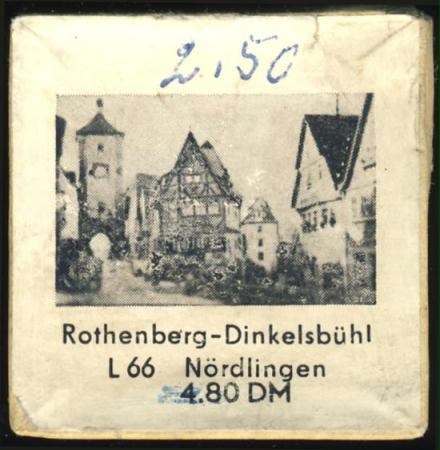 2.50
Rothenberg-Dinkelsbühl
L 66 Nördlingen
4.80 DM